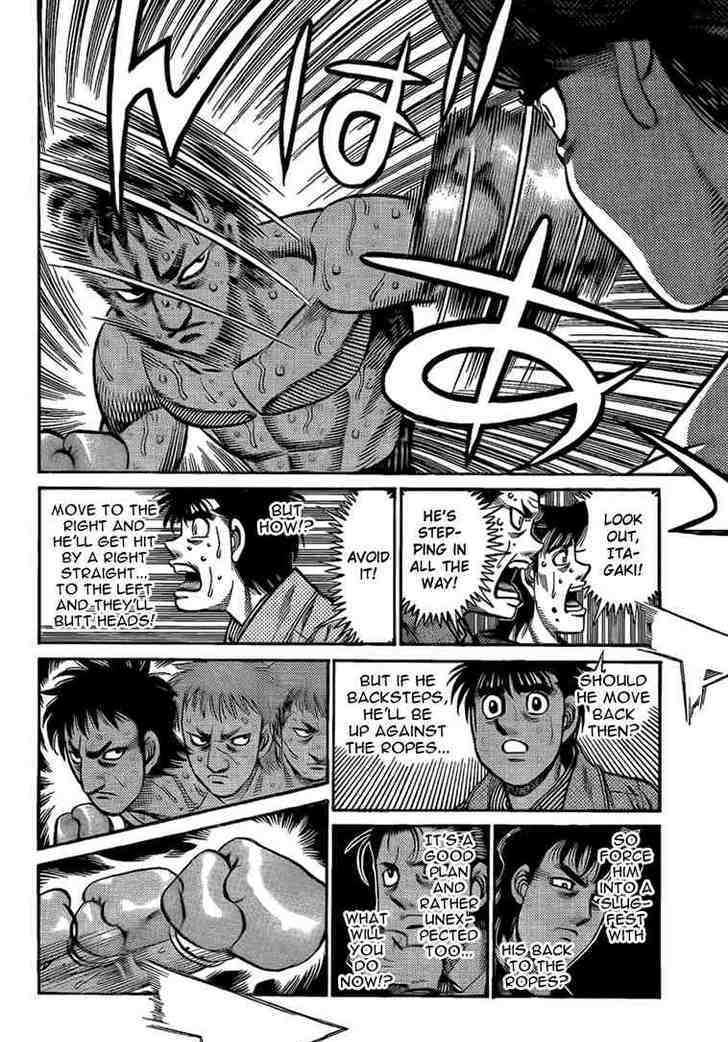 んばお
LOOK
OUT,
ITA-
GAKI!
HE'S
STEP-
PING IN
ALL
THE WAY!
AVOID
IT!
BUT
HOW!?
MOVE TO THE
RIGHT AND
HE'LL GET HIT
BY A RIGHT
STRAIGHT...
TO THE LEFT
AND THEY'LL
BUTT HEADS!
SHOULD
HE MOVE
BACK
THEN?
BUT IF HE
BACKSTEPS,
HE'LL BE
UP AGAINST
THE ROPES...
SO
FORCE
HIM
INTO A
SLUG-
FEST
WITH
HIS BACK
TO THE
ROPES?
IT'S A
GOOD
PLAN
AND
RATHER
UNEX-
PECTED
TOO...
WHAT
WILL
YOU
DO
NOW!?